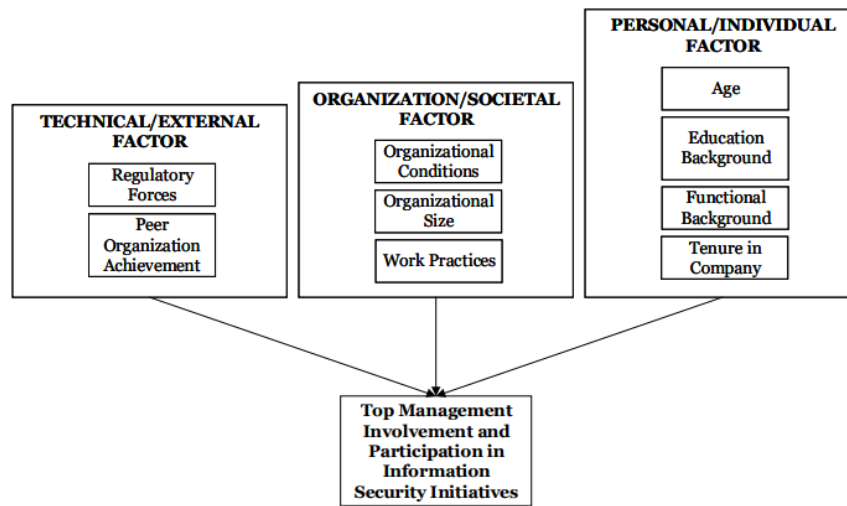 TECHNICAL/EXTERNAL
FACTOR
Regulatory
Forces
Peer
Organization
Achievement
ORGANIZATION/SOCIETAL
FACTOR
Organizational
Conditions
Organizational
Size
Work Practices
PERSONAL/INDIVIDUAL
FACTOR
Age
Education
Background
Functional
Background
Tenure in
Company
Top Management
Involvement and
Participation in
Information
Security Initiatives